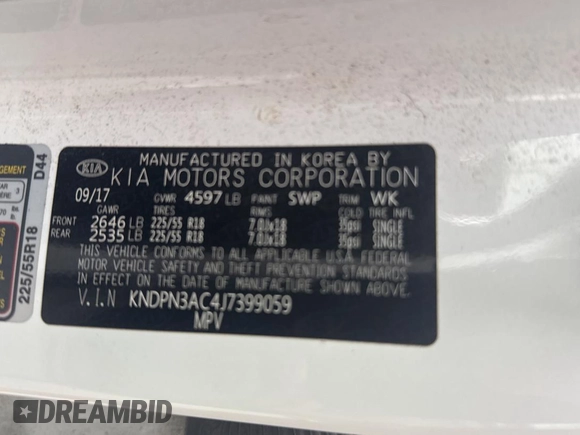 MANUFACTURED IN KOREA BY
KIA KIA MOTORS CORPORATION
09/17 GVWR 4597 LB PAINT SWP TRIM WK
GAWR TIRES RIMS COLD TIRE INFL
FRONT 2646 LB 225/55 R18 7.0Jx18 35psi SINGLE
REAR 2535 LB 225/55 R18 7.0Jx18 35psi SINGLE
THIS VEHICLE CONFORMS TO ALL APPLICABLE U.S.A FEDERAL
MOTOR VEHICLE SAFETY AND THEFT PREVENTION STANDARDS
IN EFFECT ON THE DATE OF MANUFACTURE SHOWN ABOVE.
V.I.N KNDPN3AC4J7399059
MPV
225/55R18 D44
DREAMBID